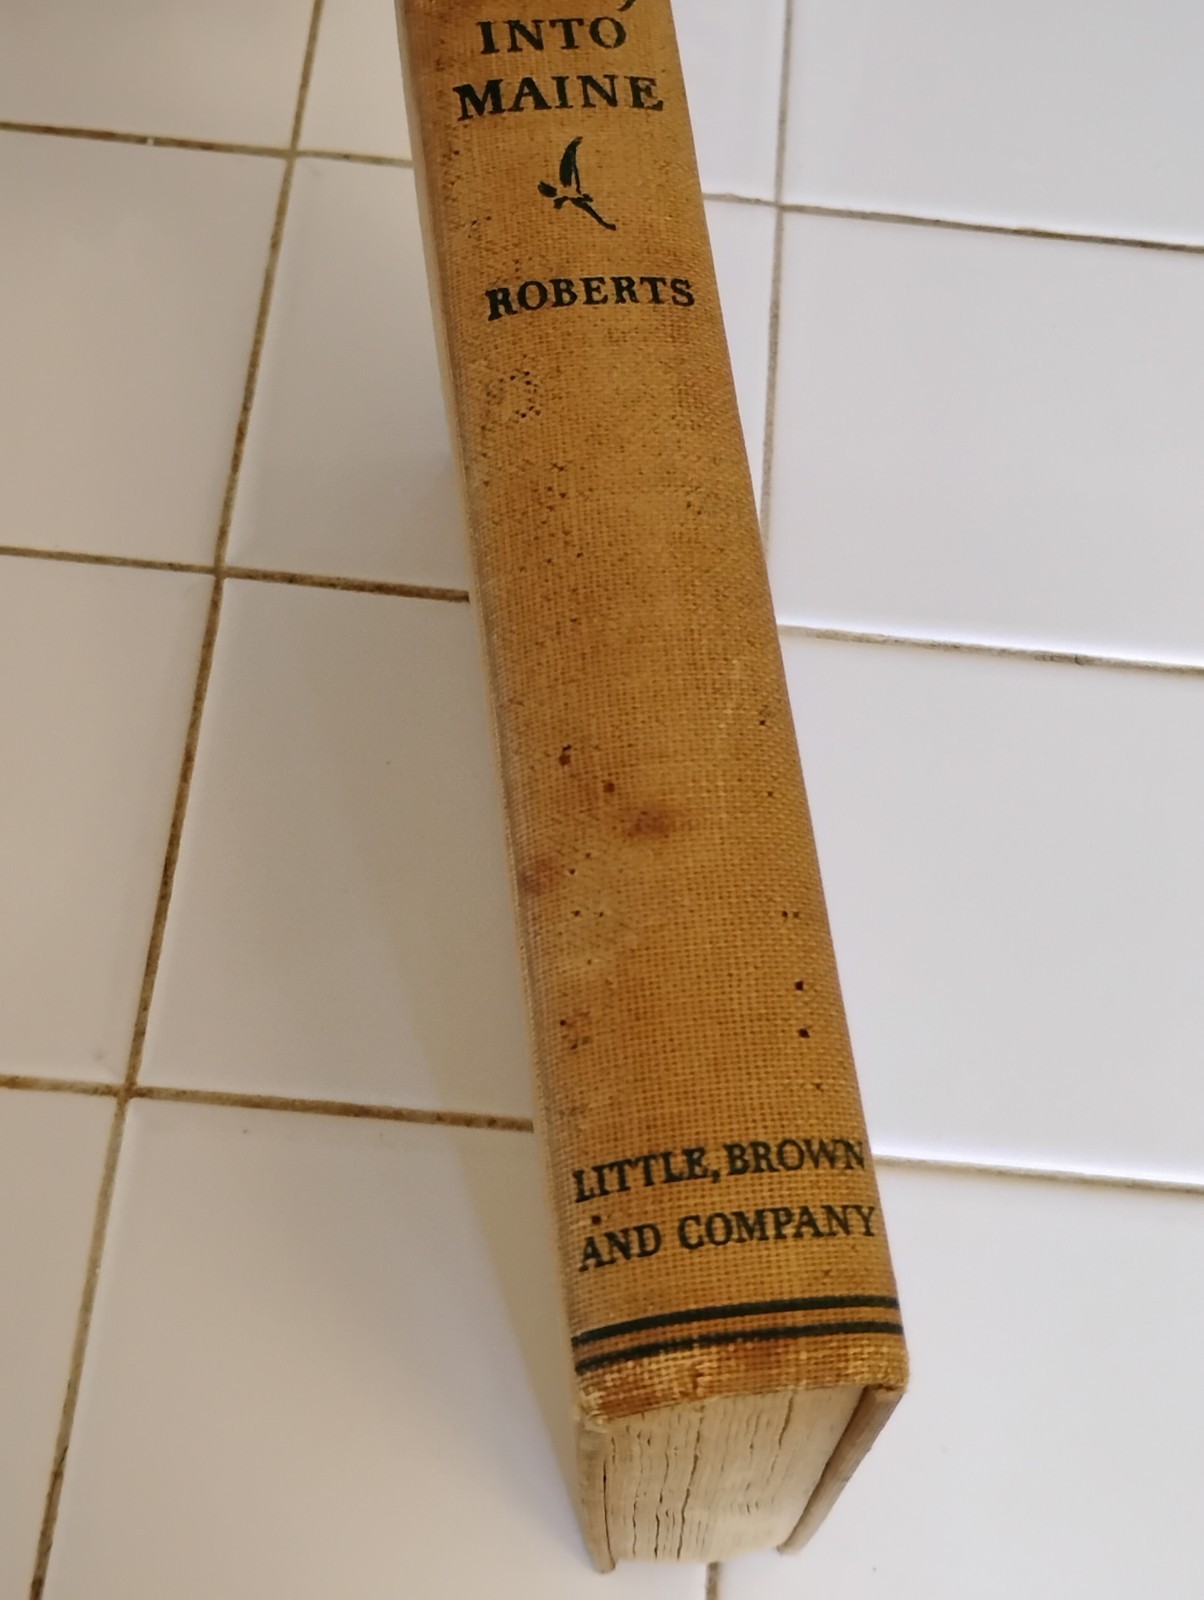 INTO
MAINE
ROBERTS
LITTLE, BROWN
AND COMPANY